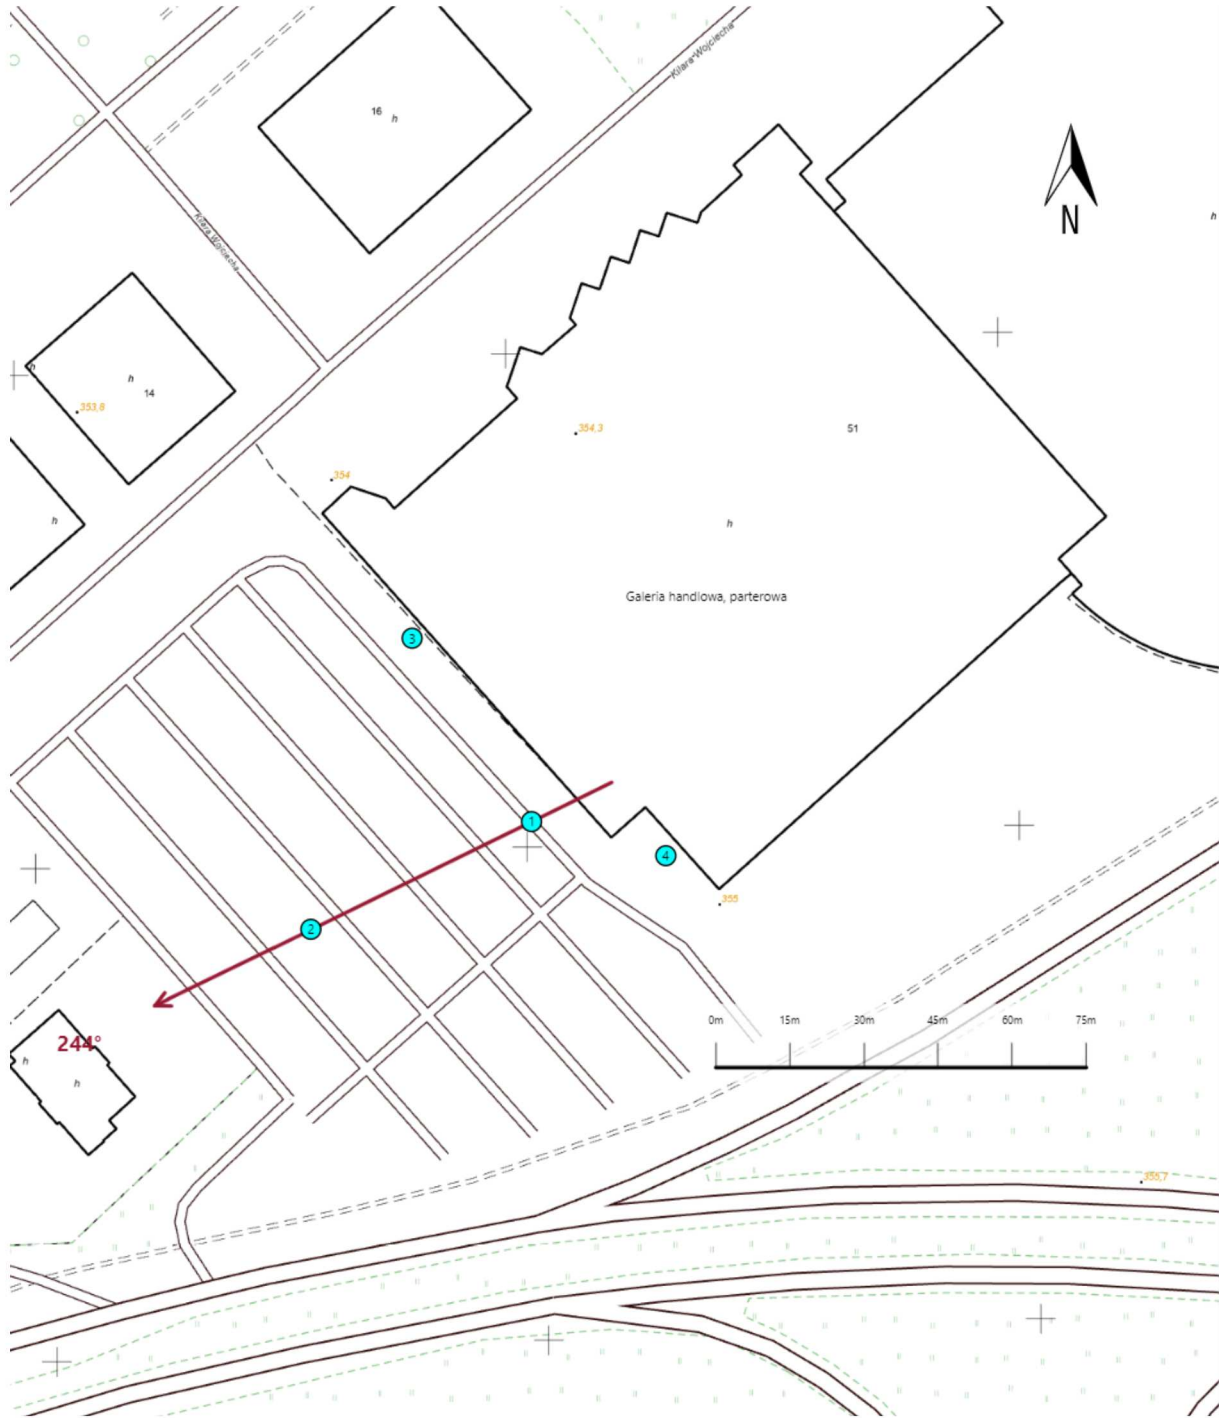 Kilara Wojciecha
16
h
N
h
Kilara Wojciecha
h
h
14
353,8
354,3
51
354
h
h
Galeria handlowa, parterowa
3
1
4
355
2
0m 15m 30m 45m 60m 75m
244°
h
h
355,7